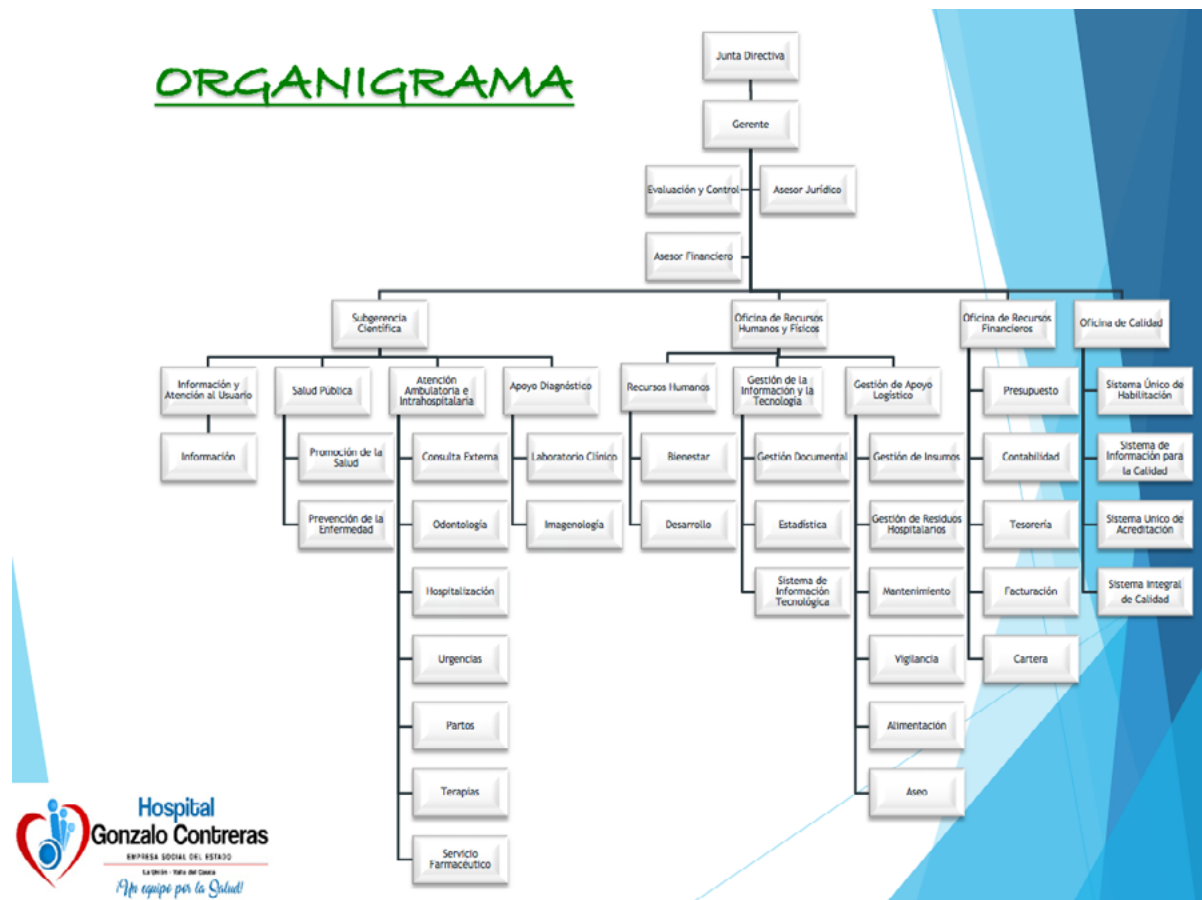 ORGANIGRAMA
Junta Directiva
Gerente
Evaluación y Control
Asesor Jurídico
Asesor Financiero
Subgerencia
Científica
Oficina de Recursos
Humanos y Físicos
Oficina de Recursos
Financieros
Oficina de Calidad
Información y
Atención al Usuario
Salud Pública
Atención
Ambulatoria e
Intrahospitalaria
Apoyo Diagnóstico
Recursos Humanos
Gestión de la
Información y la
Tecnología
Gestión de Apoyo
Logístico
Presupuesto
Sistema Único de
Habilitación
Información
Promoción de la
Salud
Consulta Externa
Laboratorio Clínico
Bienestar
Gestión Documental
Gestión de Insumos
Contabilidad
Sistema de
Información para
la Calidad
Prevención de la
Enfermedad
Odontología
Imagenología
Desarrollo
Estadística
Gestión de Residuos
Hospitalarios
Tesorería
Sistema Unico de
Acreditación
Hospitalización
Sistema de
Información
Tecnológica
Mantenimiento
Facturación
Sistema Integral
de Calidad
Urgencias
Vigilancia
Cartera
Partos
Alimentación
Terapias
Aseo
Servicio
Farmacéutico
Hospital
Gonzalo Contreras
EMPRESA SOCIAL DEL ESTADO
La Unión - Valle del Cauca
¡Un equipo por la Salud!